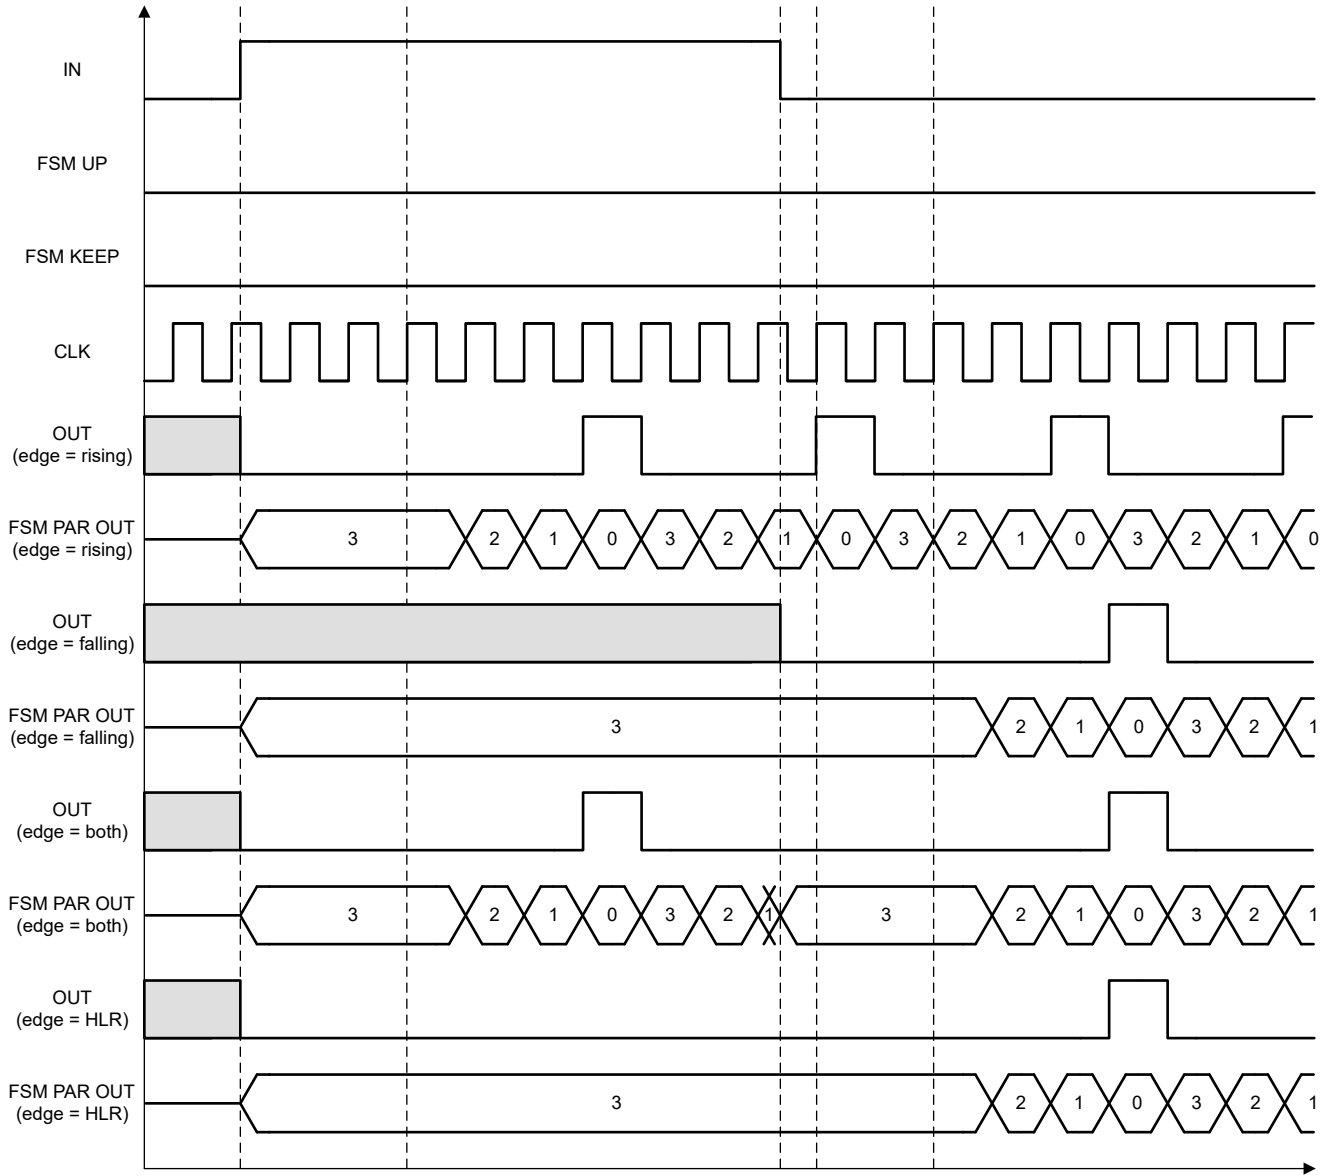 IN
FSM UP
FSM KEEP
CLK
OUT
(edge = rising)
FSM PAR OUT
(edge = rising)
3 2 1 0 3 2 1 0 3 2 1 0 3 2 1 0
OUT
(edge = falling)
FSM PAR OUT
(edge = falling)
3 2 1 0 3 2 1
OUT
(edge = both)
FSM PAR OUT
(edge = both)
3 2 1 0 3 2 1 3 2 1 0 3 2 1
OUT
(edge = HLR)
FSM PAR OUT
(edge = HLR)
3 2 1 0 3 2 1